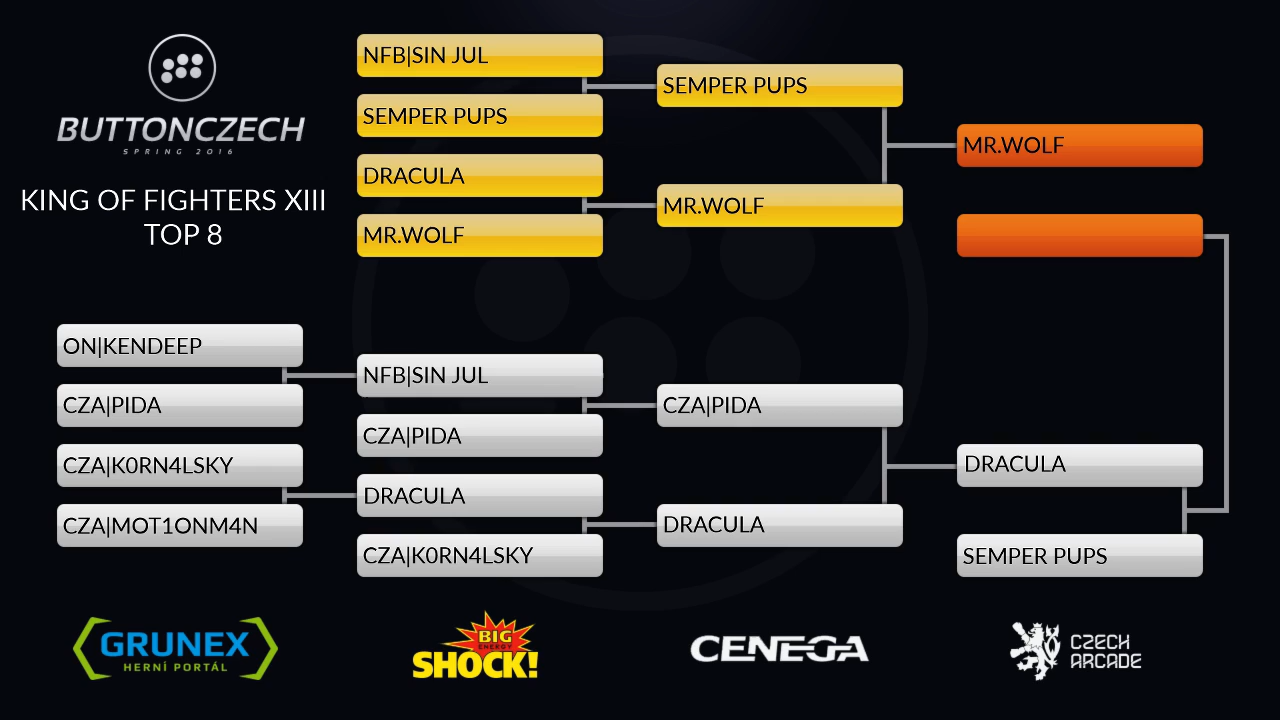 BUTTONCZECH
SPRING 2016
KING OF FIGHTERS XIII
TOP 8
NFB|SIN JUL
SEMPER PUPS
DRACULA
MR.WOLF
SEMPER PUPS
MR.WOLF
MR.WOLF
ON|KENDEEP
CZA|PIDA
CZA|K0RN4LSKY
CZA|MOT1ONM4N
NFB|SIN JUL
CZA|PIDA
DRACULA
CZA|K0RN4LSKY
CZA|PIDA
DRACULA
DRACULA
SEMPER PUPS
GRUNEX
HERNÍ PORTÁL
BIG
ENERGY
SHOCK!
CENEGA
CZECH
ARCADE